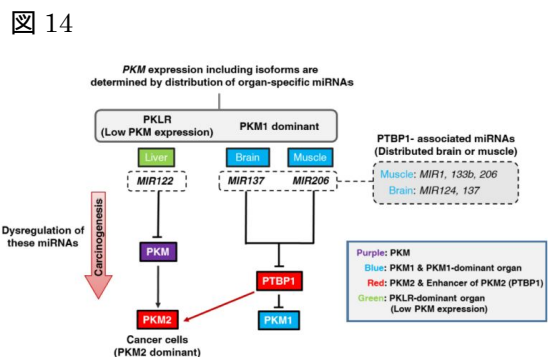 図 14
PKM expression including isoforms are
determined by distribution of organ-specific miRNAs
PKLR
(Low PKM expression)
PKM1 dominant
PTBP1- associated miRNAs
(Distributed brain or muscle)
Liver
Brain
Muscle
MIR122
MIR137
MIR206
Muscle: MIR1, 133b, 206
Brain: MIR124, 137
Dysregulation of
these miRNAs
Carcinogenesis
PKM
PTBP1
PKM2
PKM1
Cancer cells
(PKM2 dominant)
Purple: PKM
Blue: PKM1 & PKM1-dominant organ
Red: PKM2 & Enhancer of PKM2 (PTBP1)
Green: PKLR-dominant organ
(Low PKM expression)